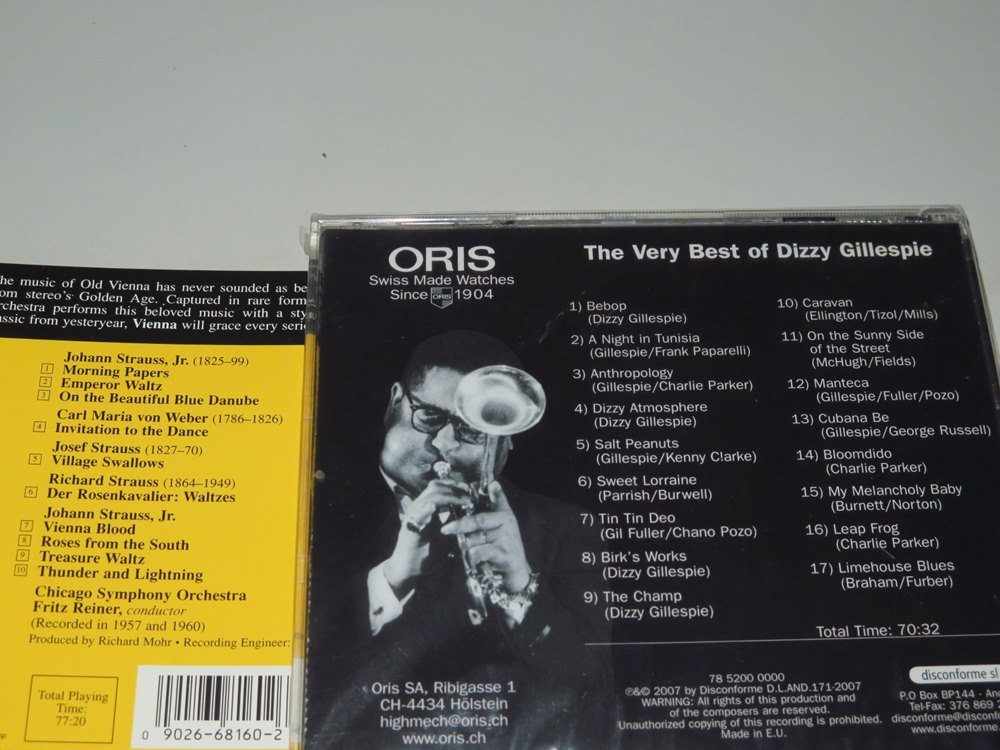 he music of Old Vienna has never sounded as be
om stereo's Golden Age. Captured in rare form
rchestra performs this beloved music with a sty
assic from yesteryear, Vienna will grace every seri
Johann Strauss, Jr. (1825–99)
1 Morning Papers
2 Emperor Waltz
3 On the Beautiful Blue Danube
Carl Maria von Weber (1786–1826)
4 Invitation to the Dance
Josef Strauss (1827–70)
5 Village Swallows
Richard Strauss (1864–1949)
6 Der Rosenkavalier: Waltzes
Johann Strauss, Jr.
7 Vienna Blood
8 Roses from the South
9 Treasure Waltz
10 Thunder and Lightning
Chicago Symphony Orchestra
Fritz Reiner, conductor
(Recorded in 1957 and 1960)
Produced by Richard Mohr • Recording Engineer:
Total Playing
Time:
77:20
0 9026-68160-2
ORIS
Swiss Made Watches
Since ORIS 1904
Oris SA, Ribigasse 1
CH-4434 Hölstein
highmech@oris.ch
www.oris.ch
The Very Best of Dizzy Gillespie
1) Bebop
(Dizzy Gillespie)
2) A Night in Tunisia
(Gillespie/Frank Paparelli)
3) Anthropology
(Gillespie/Charlie Parker)
4) Dizzy Atmosphere
(Dizzy Gillespie)
5) Salt Peanuts
(Gillespie/Kenny Clarke)
6) Sweet Lorraine
(Parrish/Burwell)
7) Tin Tin Deo
(Gil Fuller/Chano Pozo)
8) Birk's Works
(Dizzy Gillespie)
9) The Champ
(Dizzy Gillespie)
10) Caravan
(Ellington/Tizol/Mills)
11) On the Sunny Side
of the Street
(McHugh/Fields)
12) Manteca
(Gillespie/Fuller/Pozo)
13) Cubana Be
(Gillespie/George Russell)
14) Bloomdido
(Charlie Parker)
15) My Melancholy Baby
(Burnett/Norton)
16) Leap Frog
(Charlie Parker)
17) Limehouse Blues
(Braham/Furber)
Total Time: 70:32
78 5200 0000
℗&© 2007 by Disconforme D.L.AND.171-2007
WARNING: All rights of this production and
of the composers are reserved.
Unauthorized copying of this recording is prohibited.
Made in E.U.
disconforme sl
P.O Box BP144 - And
Tel-Fax: 376 869 2
disconforme@disconfo
www.disconform